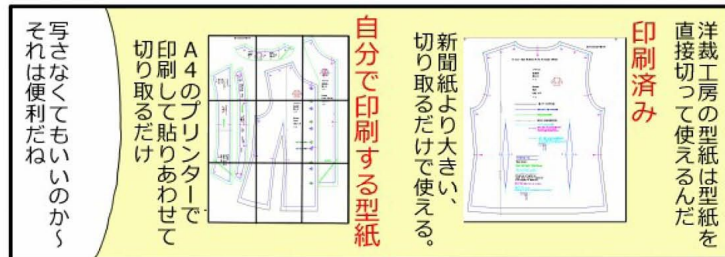 洋裁工房の型紙は型紙を
直接切って使えるんだ
印刷済み
新聞紙より大きい、
切り取るだけで使える。
自分で印刷する型紙
A4のプリンターで
印刷して貼りあわせて
切り取るだけ
写さなくてもいいのか～
それは便利だね